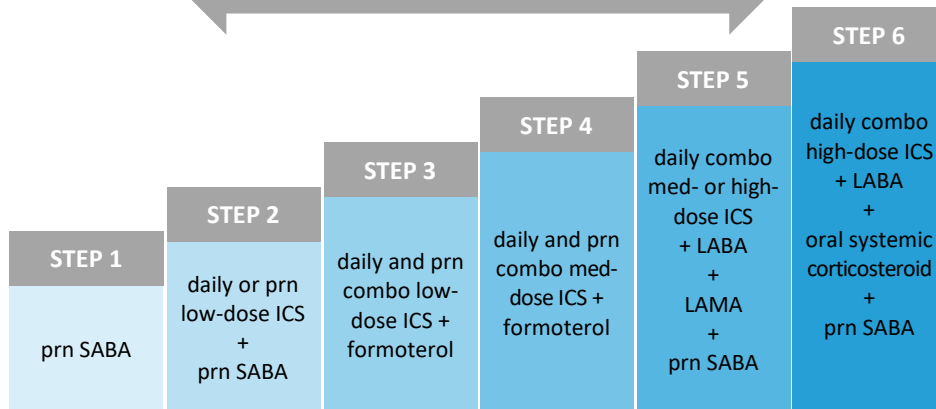 STEP 1
prn SABA
STEP 2
daily or prn
low-dose ICS
+
prn SABA
STEP 3
daily and prn
combo low-
dose ICS +
formoterol
STEP 4
daily and prn
combo med-
dose ICS +
formoterol
STEP 5
daily combo
med- or high-
dose ICS
+ LABA
+
LAMA
+
prn SABA
STEP 6
daily combo
high-dose ICS
+ LABA
+
oral systemic
corticosteroid
+
prn SABA